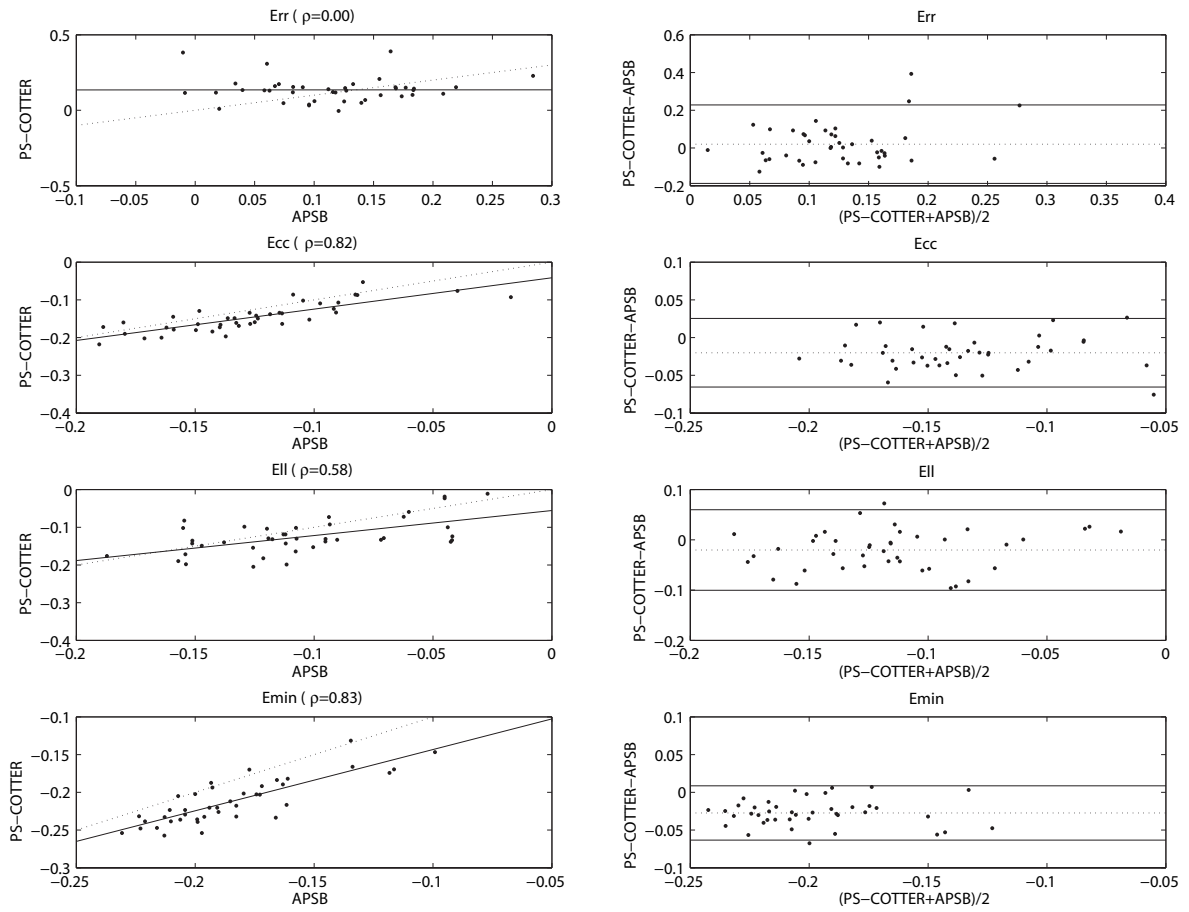 Err ( ρ=0.00)
0.5
0
−0.5
PS−COTTER
−0.1 −0.05 0 0.05 0.1 0.15 0.2 0.25 0.3
APSB
Err
0.6
0.4
0.2
0
−0.2
PS−COTTER−APSB
0 0.05 0.1 0.15 0.2 0.25 0.3 0.35 0.4
(PS−COTTER+APSB)/2
Ecc ( ρ=0.82)
0
−0.1
−0.2
−0.3
−0.4
PS−COTTER
−0.2 −0.15 −0.1 −0.05 0
APSB
Ecc
0.1
0.05
0
−0.05
−0.1
PS−COTTER−APSB
−0.25 −0.2 −0.15 −0.1 −0.05
(PS−COTTER+APSB)/2
Ell ( ρ=0.58)
0
−0.1
−0.2
−0.3
−0.4
PS−COTTER
−0.2 −0.15 −0.1 −0.05 0
APSB
Ell
0.1
0
−0.1
−0.2
PS−COTTER−APSB
−0.2 −0.15 −0.1 −0.05 0
(PS−COTTER+APSB)/2
Emin ( ρ=0.83)
−0.1
−0.15
−0.2
−0.25
−0.3
PS−COTTER
−0.25 −0.2 −0.15 −0.1 −0.05
APSB
Emin
0.1
0.05
0
−0.05
−0.1
PS−COTTER−APSB
−0.25 −0.2 −0.15 −0.1 −0.05
(PS−COTTER+APSB)/2